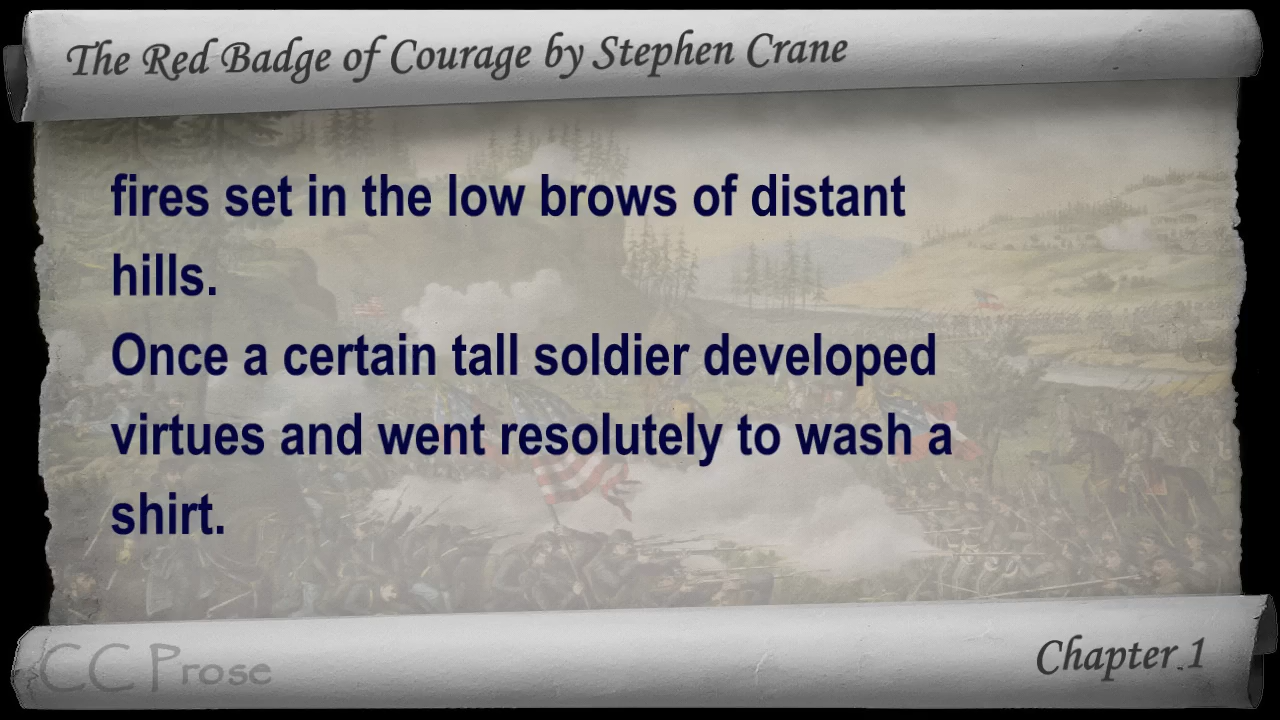 The Red Badge of Courage by Stephen Crane
fires set in the low brows of distant
hills.
Once a certain tall soldier developed
virtues and went resolutely to wash a
shirt.
CC Prose
Chapter 1